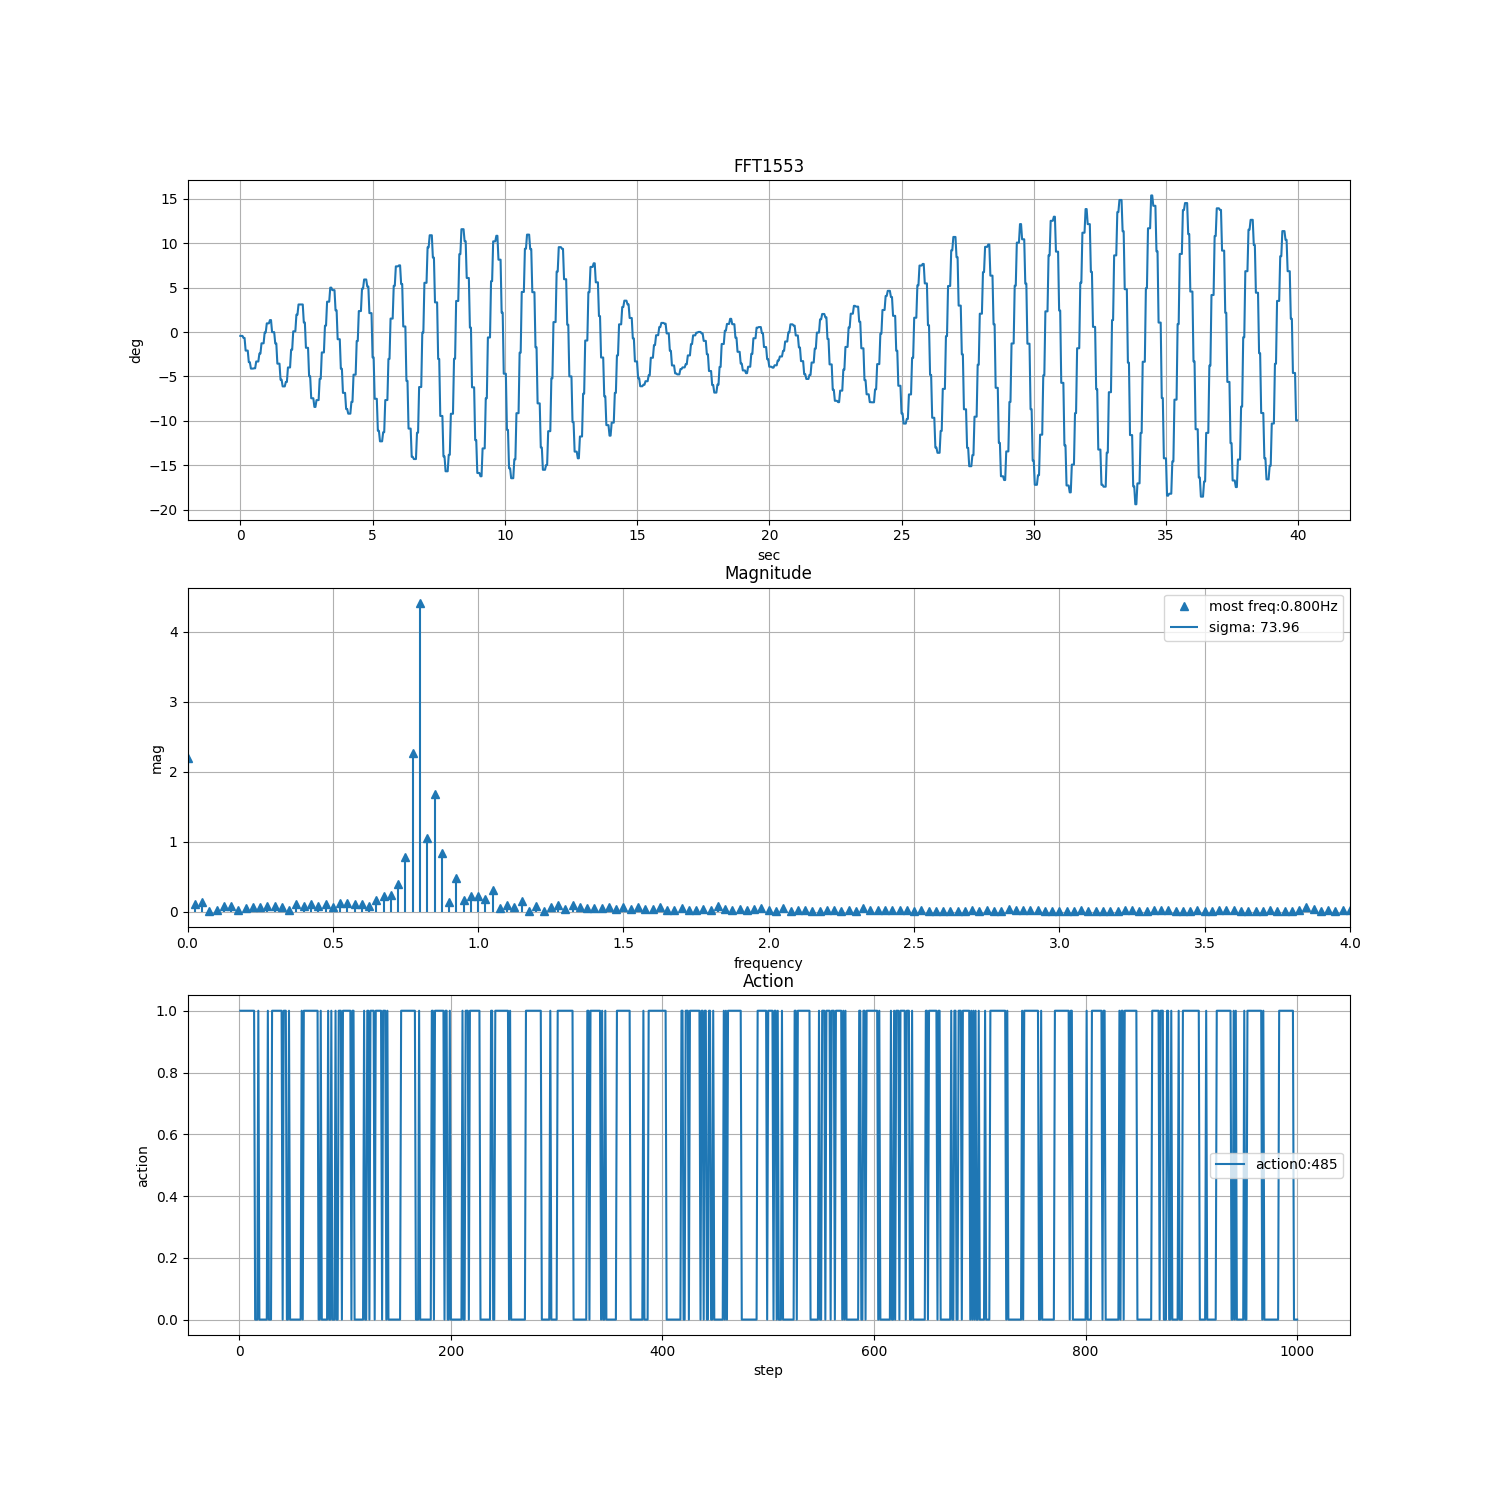 FFT1553
15
10
5
0
−5
−10
−15
−20
deg
0 5 10 15 20 25 30 35 40
sec
Magnitude
most freq:0.800Hz
sigma: 73.96
4
3
2
1
0
mag
0.0 0.5 1.0 1.5 2.0 2.5 3.0 3.5 4.0
frequency
Action
1.0
0.8
0.6
0.4
0.2
0.0
action
action0:485
0 200 400 600 800 1000
step